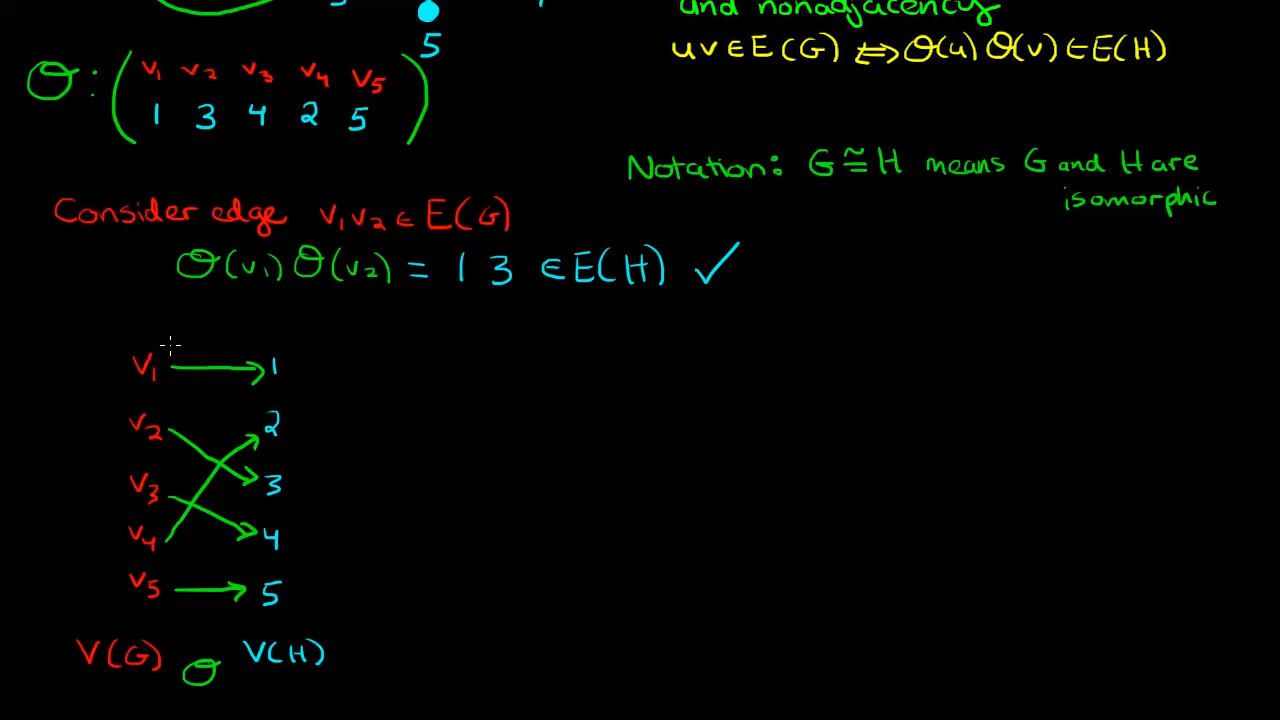 and nonadjacency
5
uv ∈ E(G) ⇔ Θ(u) Θ(v) ∈ E(H)
Θ : ( v1 v2 v3 v4 v5
1 3 4 2 5 )
Notation: G ≅ H means G and H are
isomorphic
Consider edge v1v2 ∈ E(G)
Θ(v1) Θ(v2) = 1 3 ∈ E(H) ✓
v1 → 1
v2 2
v3 3
v4 4
v5 → 5
V(G) Θ V(H)